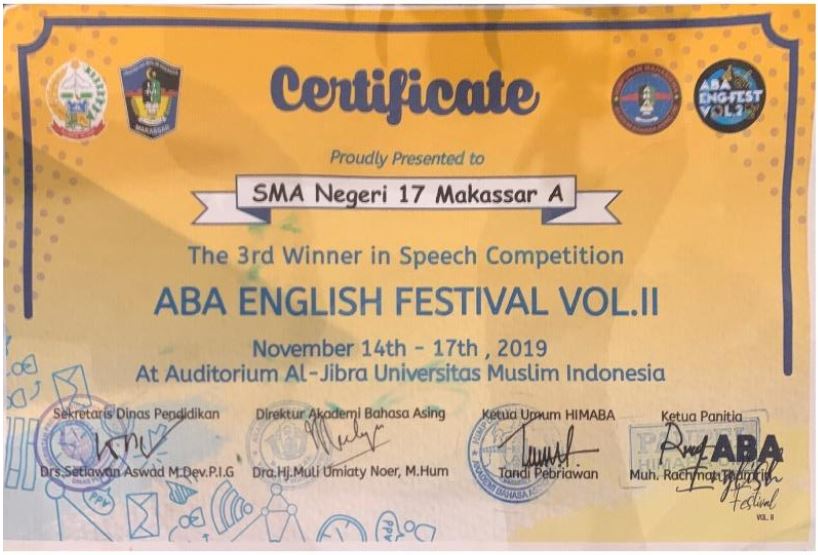 Certificate
MAKASSAR
ABA
ENG-FEST
VOL.2
Proudly Presented to
SMA Negeri 17 Makassar A
The 3rd Winner in Speech Competition
ABA ENGLISH FESTIVAL VOL.II
November 14th - 17th , 2019
At Auditorium Al-Jibra Universitas Muslim Indonesia
Sekretaris Dinas Pendidikan Direktur Akademi Bahasa Asing Ketua Umum HIMABA Ketua Panitia
Drs.Setiawan Aswad M.Dev.P.I.G Dra.Hj.Muli Umiaty Noer, M.Hum Tandi Pebriawan Muh. Rachmat
ABA
English
Festival
VOL. II
PPV
PPV